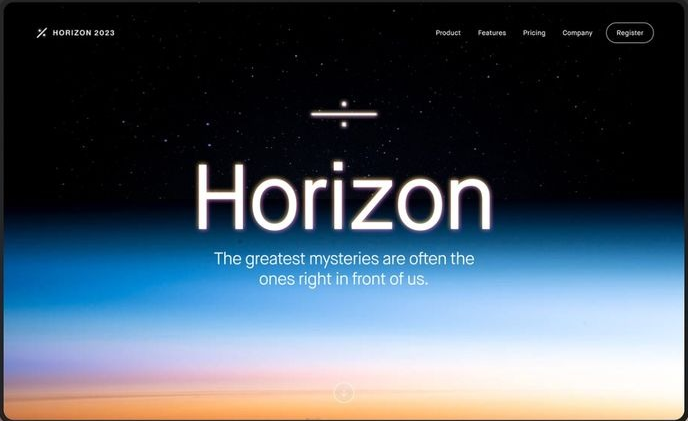 HORIZON 2023
Product
Features
Pricing
Company
Register
Horizon
The greatest mysteries are often the
ones right in front of us.